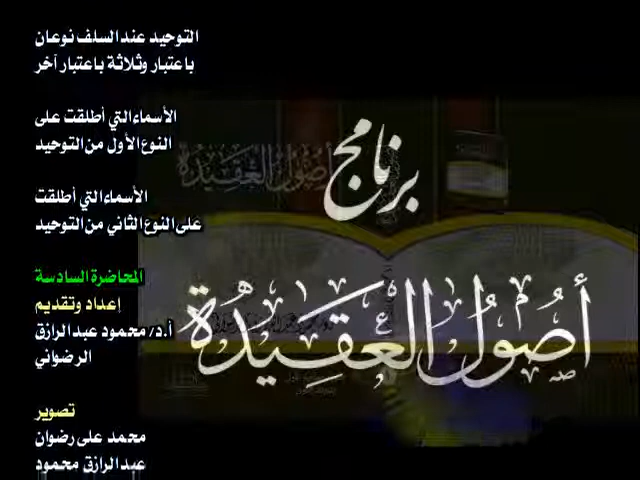 التوحيد عند السلف نوعان
باعتبار وثلاثة باعتبار آخر
الأسماء التي أطلقت على
النوع الأول من التوحيد
الأسماء التي أطلقت
على النوع الثاني من التوحيد
المحاضرة السادسة
إعداد وتقديم
أ.د/ محمود عبد الرازق
الرضواني
تصوير
محمد على رضوان
عبد الرازق محمود
برنامج
أصول العقيدة
أصول العقيدة